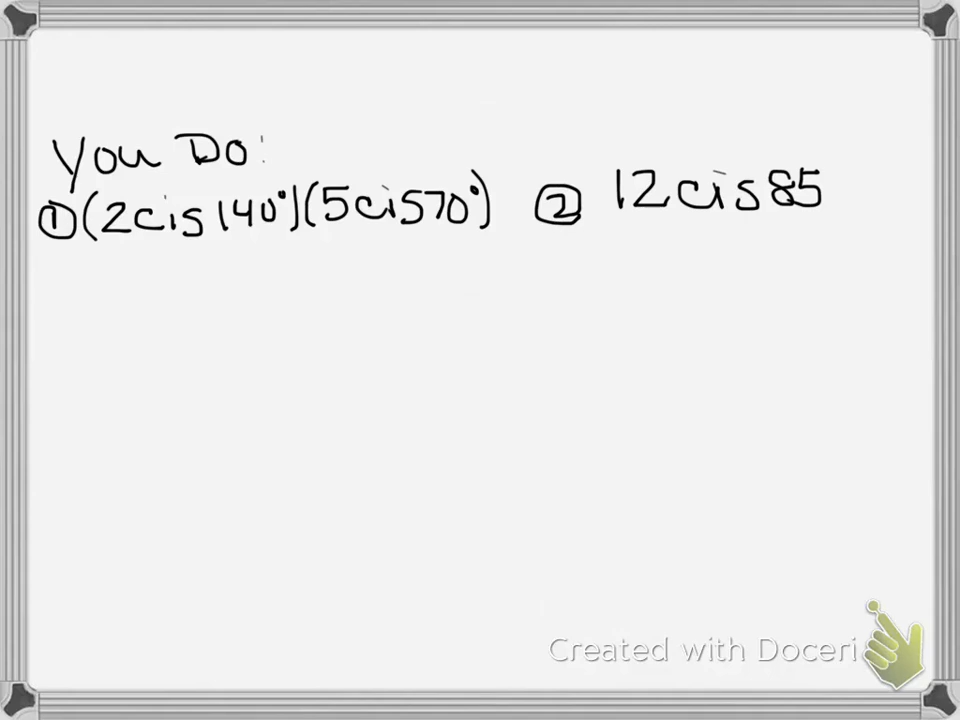 You Do:
①(2cis140°)(5cis70°) ② 12cis85
Created with Doceri